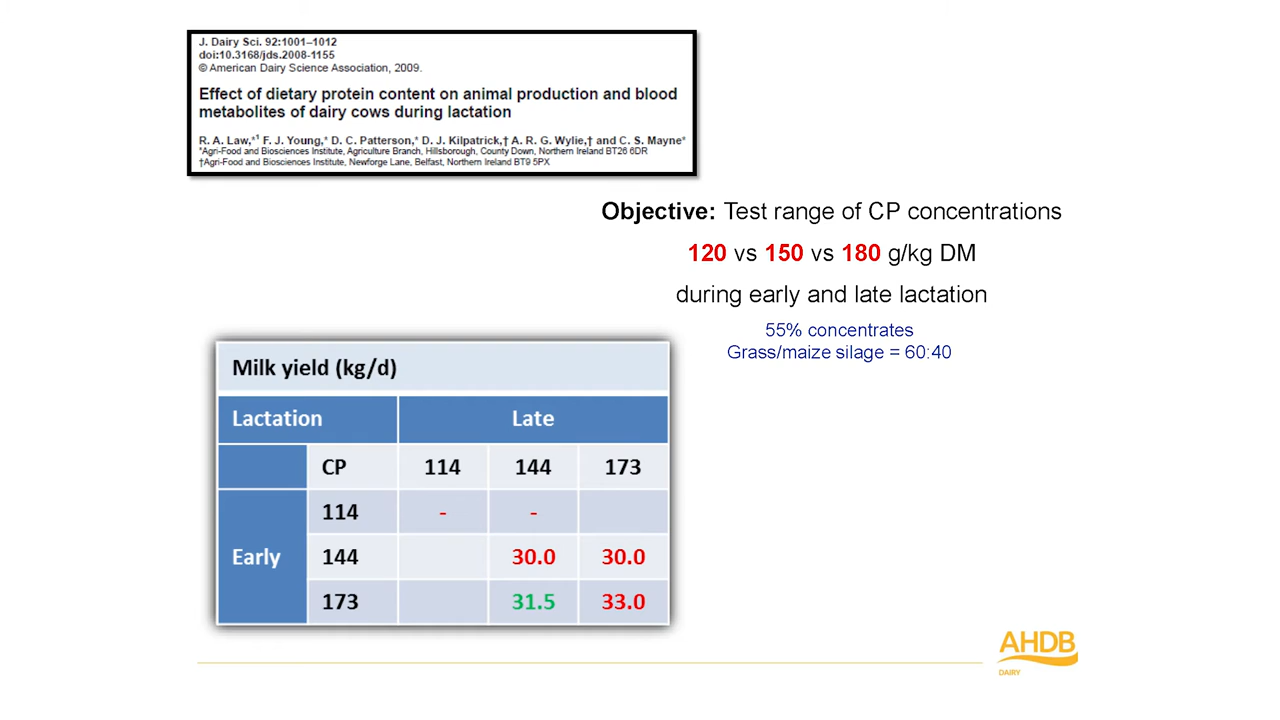 J. Dairy Sci. 92:1001–1012
doi:10.3168/jds.2008-1155
© American Dairy Science Association, 2009.
Effect of dietary protein content on animal production and blood
metabolites of dairy cows during lactation
R. A. Law,*¹ F. J. Young,* D. C. Patterson,* D. J. Kilpatrick,† A. R. G. Wylie,† and C. S. Mayne*
*Agri-Food and Biosciences Institute, Agriculture Branch, Hillsborough, County Down, Northern Ireland BT26 6DR
†Agri-Food and Biosciences Institute, Newforge Lane, Belfast, Northern Ireland BT9 5PX
Objective: Test range of CP concentrations
120 vs 150 vs 180 g/kg DM
during early and late lactation
55% concentrates
Grass/maize silage = 60:40
Milk yield (kg/d)
Lactation Late
CP 114 144 173
114 - -
Early 144 30.0 30.0
173 31.5 33.0
AHDB
DAIRY